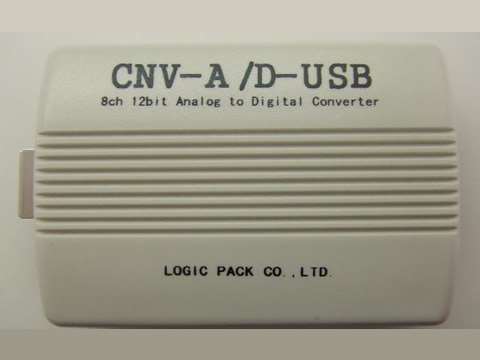 CNV-A/D-USB
8ch 12bit Analog to Digital Converter
LOGIC PACK CO.,LTD.